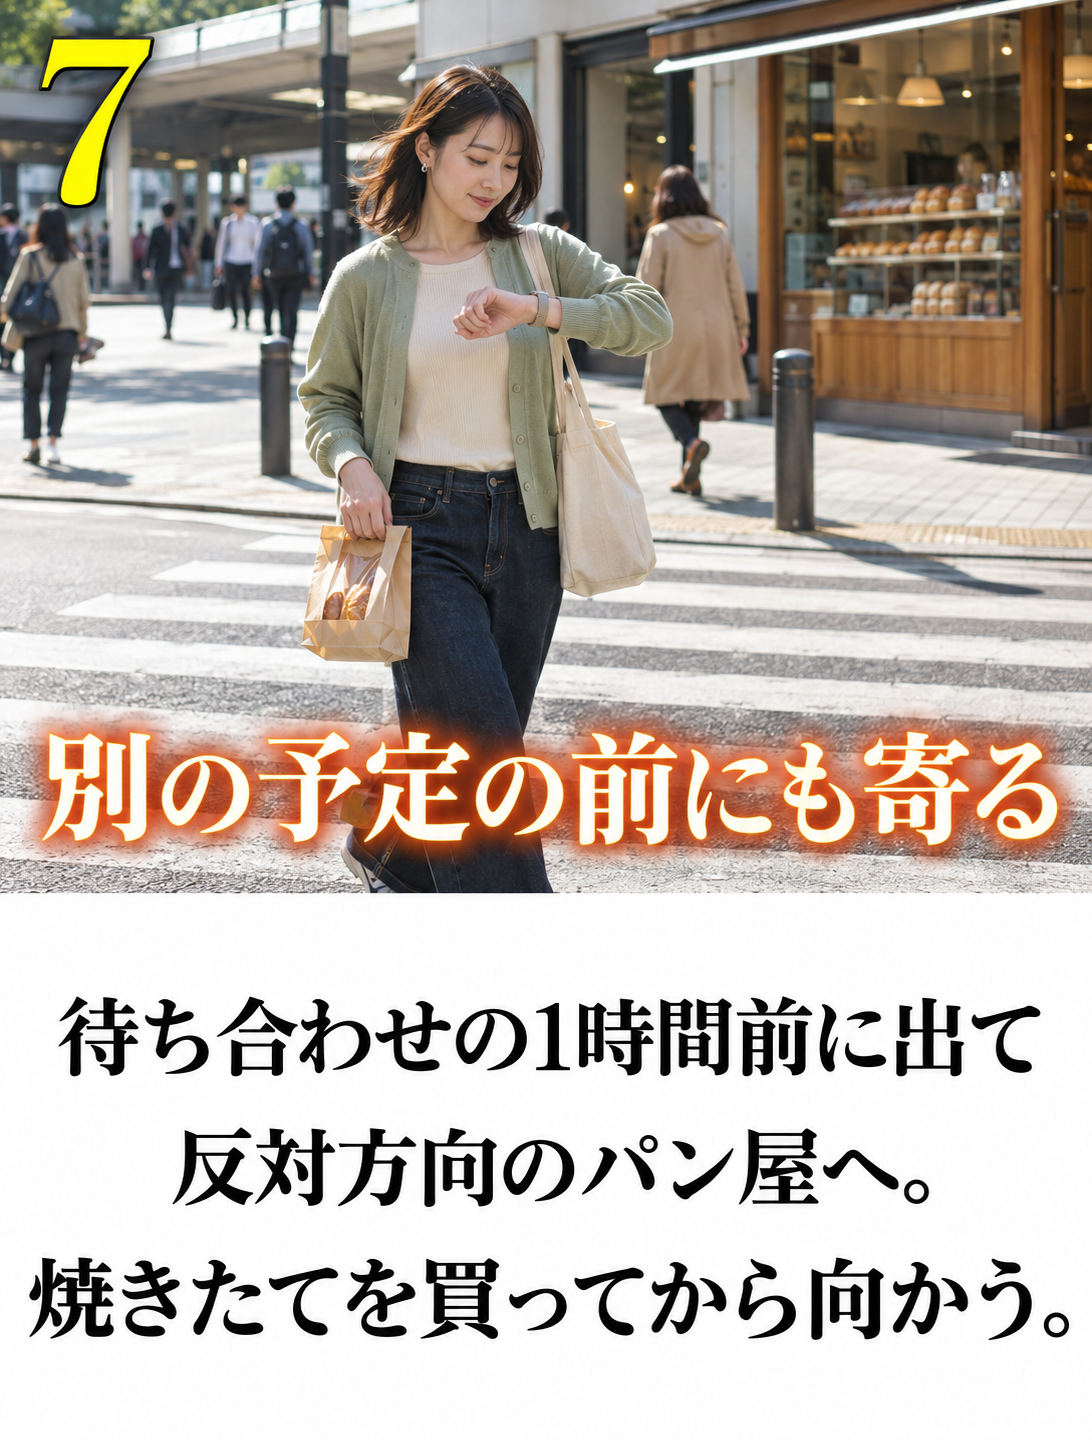 7
別の予定の前にも寄る
待ち合わせの1時間前に出て
反対方向のパン屋へ。
焼きたてを買ってから向かう。